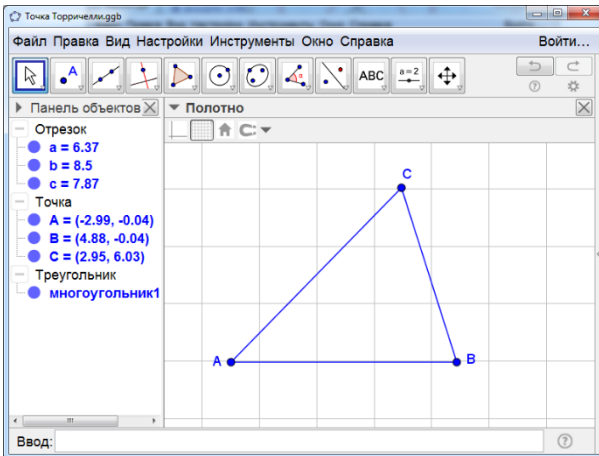 Точка Торричелли.ggb
Файл Правка Вид Настройки Инструменты Окно Справка Войти...
A ABC a=2
Панель объектов Полотно
Отрезок
a = 6.37
b = 8.5
c = 7.87
Точка
A = (-2.99, -0.04)
B = (4.88, -0.04)
C = (2.95, 6.03)
Треугольник
многоугольник1
C
A
B
Ввод: